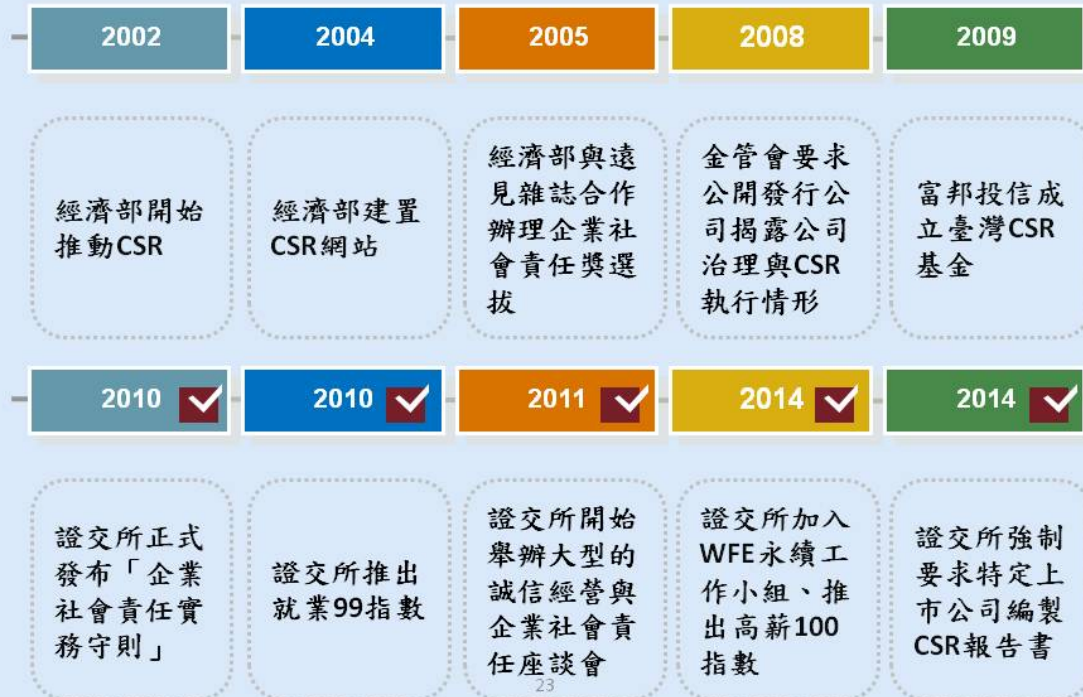 2002
2004
2005
2008
2009
經濟部開始
推動CSR
經濟部建置
CSR網站
經濟部與遠
見雜誌合作
辦理企業社
會責任獎選
拔
金管會要求
公開發行公
司揭露公司
治理與CSR
執行情形
富邦投信成
立臺灣CSR
基金
2010
2010
2011
2014
2014
證交所正式
發布「企業
社會責任實
務守則」
證交所推出
就業99指數
證交所開始
舉辦大型的
誠信經營與
企業社會責
任座談會
證交所加入
WFE永續工
作小組、推
出高薪100
指數
證交所強制
要求特定上
市公司編製
CSR報告書
23